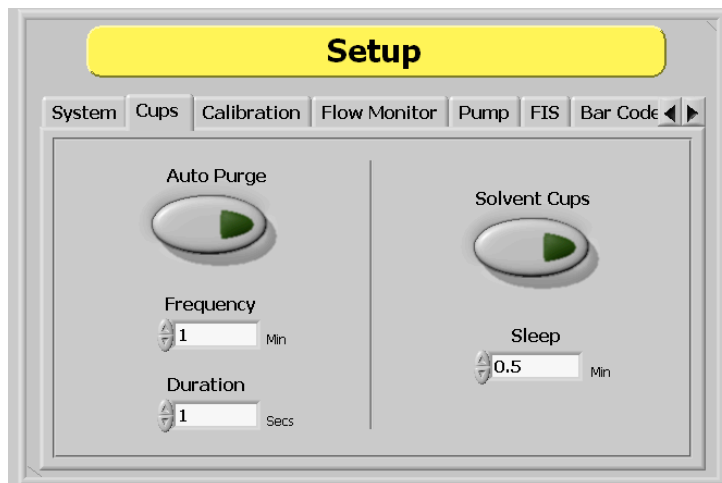 Setup
System Cups Calibration Flow Monitor Pump FIS Bar Code
Auto Purge
Frequency
1 Min
Duration
1 Secs
Solvent Cups
Sleep
0.5 Min